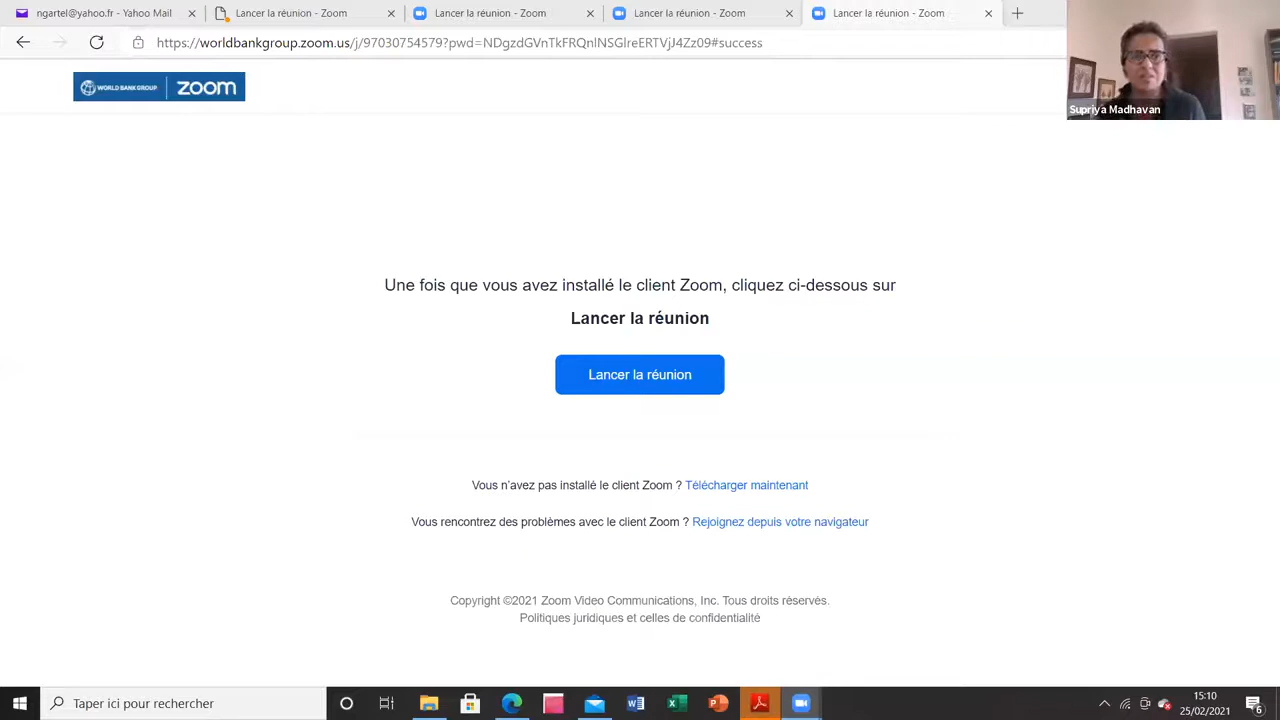 ngartel@yahoo.fr - Yahoo Mail
Lancer la réunion - Zoom
Lancer la réunion - Zoom
Lancer la réunion - Zoom
Lancer la réunion - Zoom
https://worldbankgroup.zoom.us/j/97030754579?pwd=NDgzdGVnTkFRQnlNSGlreERTVjJ4Zz09#success
WORLD BANK GROUP
zoom
Supriya Madhavan
Une fois que vous avez installé le client Zoom, cliquez ci-dessous sur
Lancer la réunion
Lancer la réunion
Vous n'avez pas installé le client Zoom ? Télécharger maintenant
Vous rencontrez des problèmes avec le client Zoom ? Rejoignez depuis votre navigateur
Copyright ©2021 Zoom Video Communications, Inc. Tous droits réservés.
Politiques juridiques et celles de confidentialité
Taper ici pour rechercher
15:10
25/02/2021
6